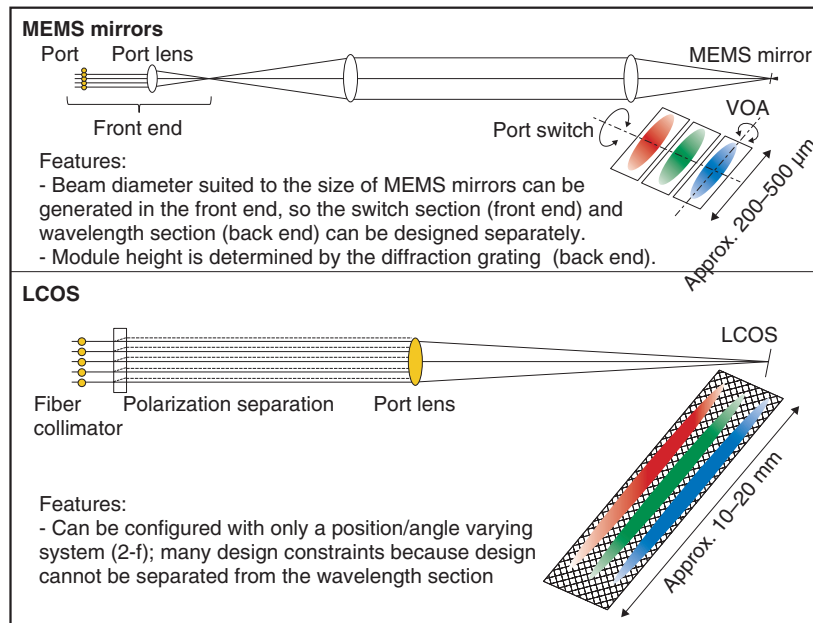 MEMS mirrors
Port
Port lens
MEMS mirror
Front end
Port switch
VOA
Approx. 200–500 μm
Features:
- Beam diameter suited to the size of MEMS mirrors can be
generated in the front end, so the switch section (front end) and
wavelength section (back end) can be designed separately.
- Module height is determined by the diffraction grating (back end).
LCOS
LCOS
Fiber
collimator
Polarization separation
Port lens
Approx. 10–20 mm
Features:
- Can be configured with only a position/angle varying
system (2-f); many design constraints because design
cannot be separated from the wavelength section